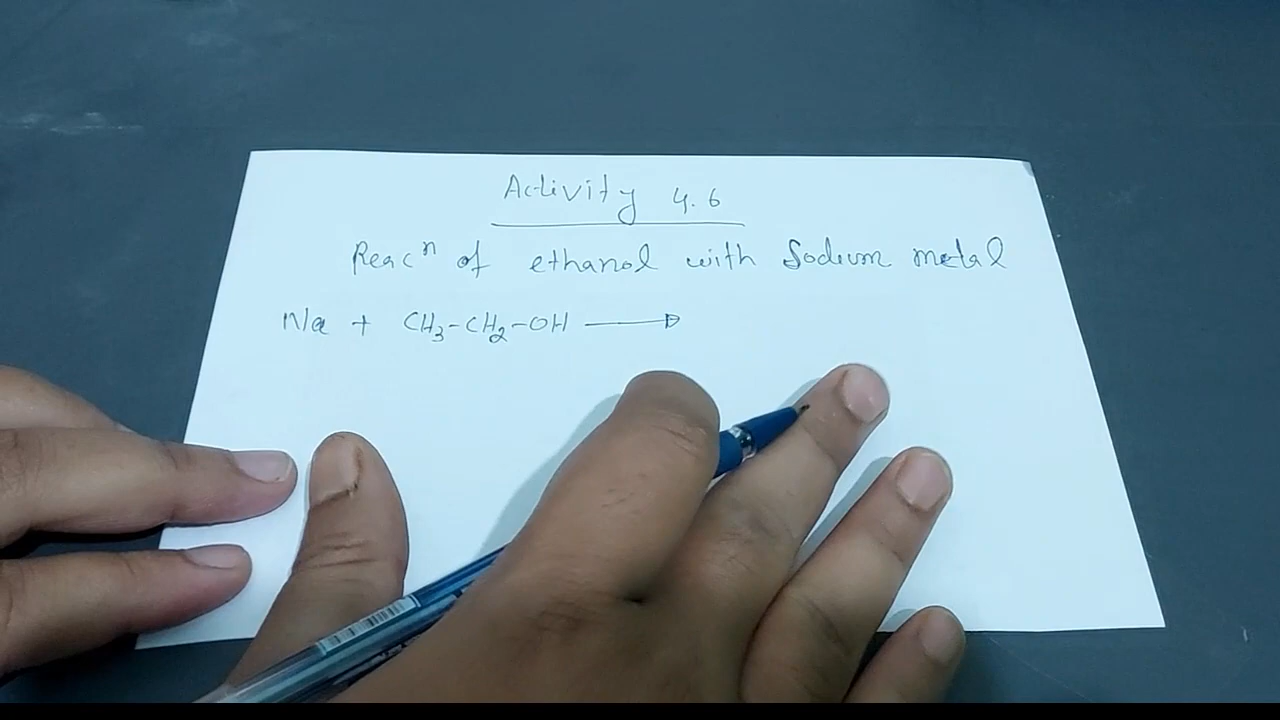 Activity 4.6
Reacⁿ of ethanol with Sodium metal
Na + CH₃-CH₂-OH →